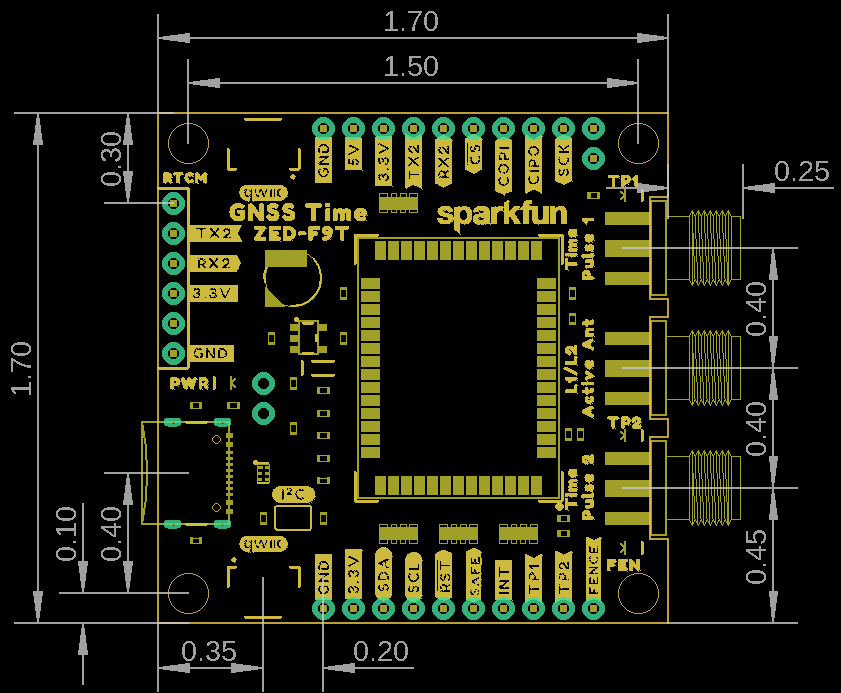 1.70
1.50
0.30
0.25
GND
5V
3.3V
TX2
RX2
CS
COPI
CIPO
SCK
RTCM
TP1
qwiic
GNSS Time
ZED-F9T
sparkfun
TX2
RX2
3.3V
GND
Time
Pulse 1
0.40
1.70
L1/L2
Active Ant
PWR
TP2
0.40
Time
Pulse 2
I²C
qwiic
0.10
0.40
0.45
GND
3.3V
SDA
SCL
RST
SAFE
INT
TP1
TP2
FENCE
FEN
0.35
0.20